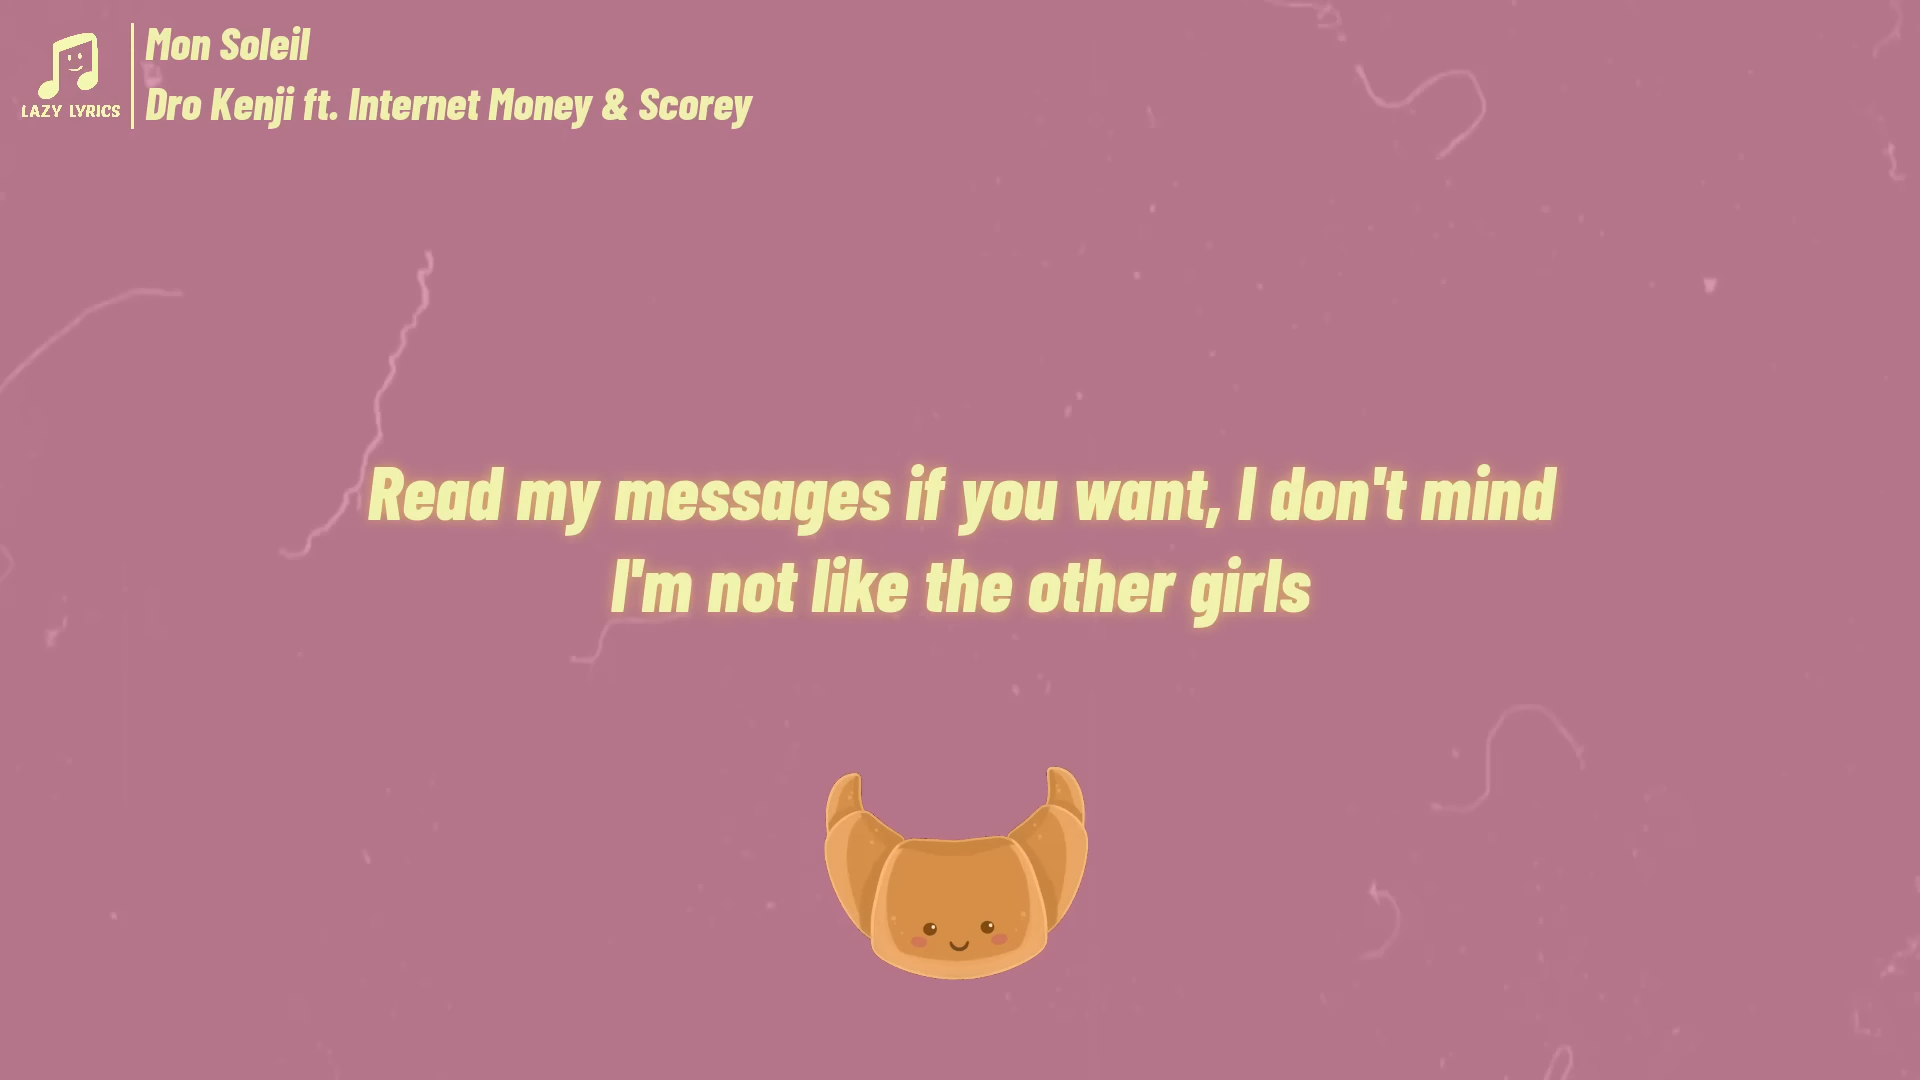 Mon Soleil
Dro Kenji ft. Internet Money & Scorey
LAZY LYRICS
Read my messages if you want, I don't mind
I'm not like the other girls